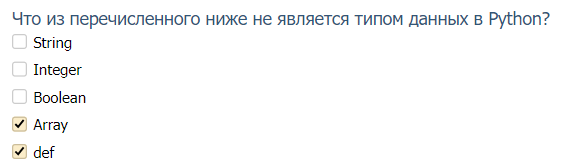 Что из перечисленного ниже не является типом данных в Python?
String
Integer
Boolean
Array
def